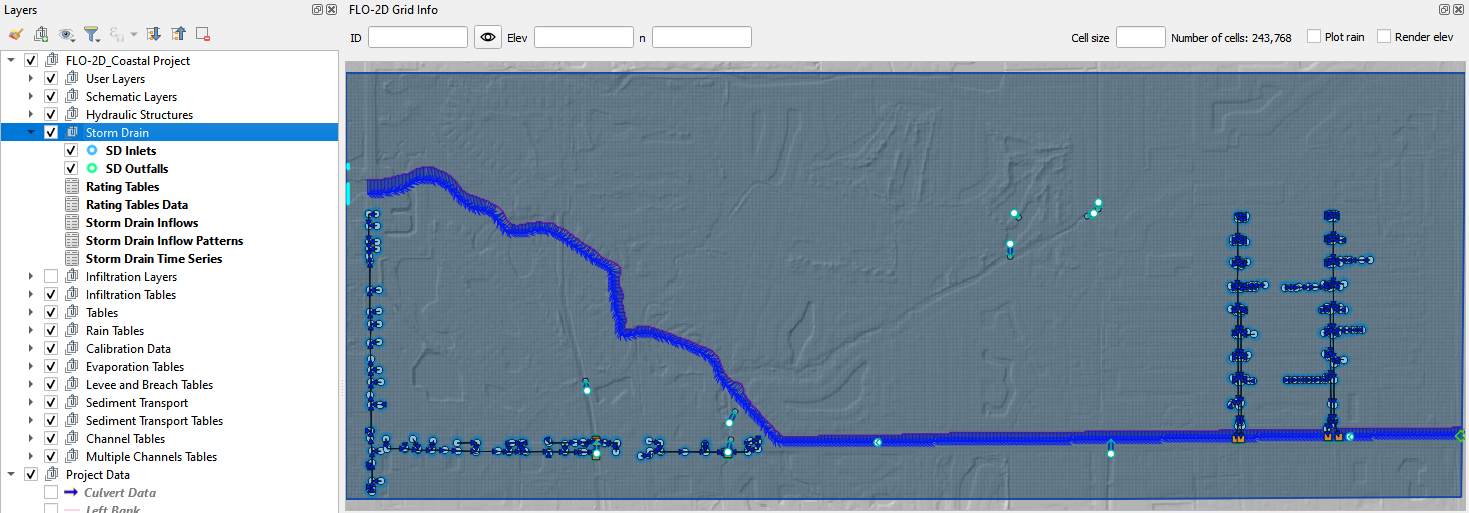 Layers
FLO-2D Grid Info
ID
Elev
n
Cell size
Number of cells: 243,768
Plot rain
Render elev
FLO-2D_Coastal Project
User Layers
Schematic Layers
Hydraulic Structures
Storm Drain
SD Inlets
SD Outfalls
Rating Tables
Rating Tables Data
Storm Drain Inflows
Storm Drain Inflow Patterns
Storm Drain Time Series
Infiltration Layers
Infiltration Tables
Tables
Rain Tables
Calibration Data
Evaporation Tables
Levee and Breach Tables
Sediment Transport
Sediment Transport Tables
Channel Tables
Multiple Channels Tables
Project Data
Culvert Data
Left Bank